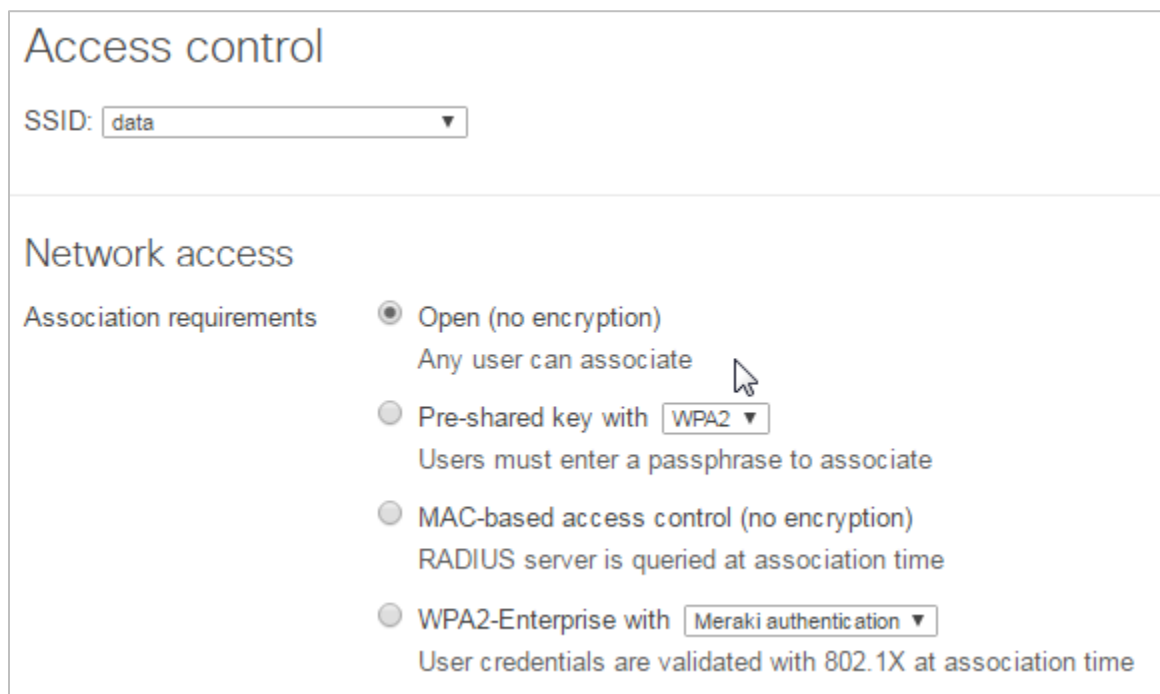 Access control
SSID: data
Network access
Association requirements Open (no encryption)
Any user can associate
Pre-shared key with WPA2
Users must enter a passphrase to associate
MAC-based access control (no encryption)
RADIUS server is queried at association time
WPA2-Enterprise with Meraki authentication
User credentials are validated with 802.1X at association time